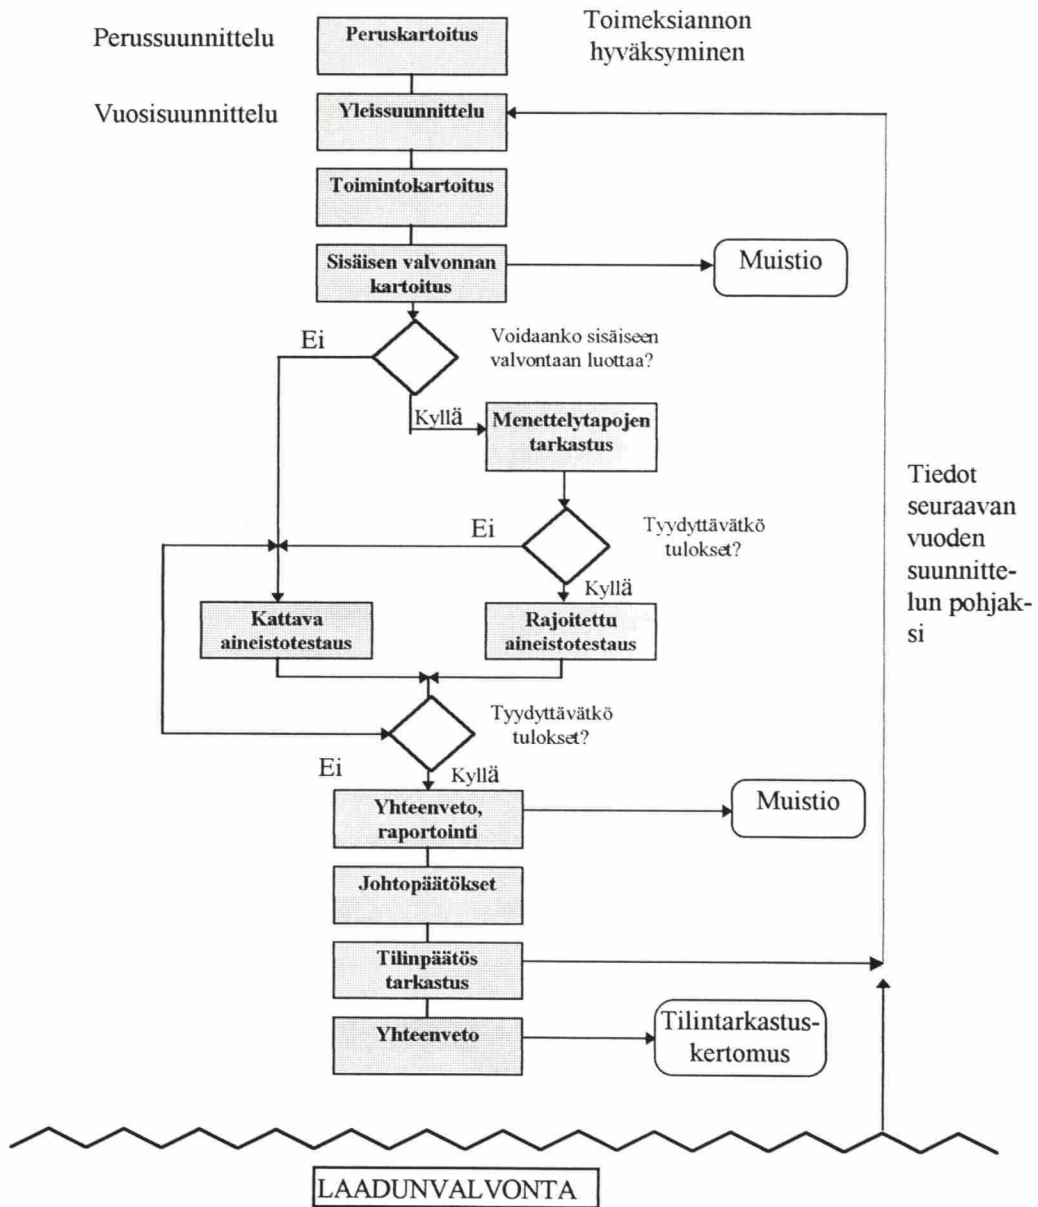 Perussuunnittelu
Peruskartoitus
Toimeksiannon
hyväksyminen
Vuosisuunnittelu
Yleissuunnittelu
Toimintokartoitus
Sisäisen valvonnan
kartoitus
Muistio
Ei
Voidaanko sisäiseen
valvontaan luottaa?
Kyllä
Menettelytapojen
tarkastus
Tiedot
seuraavan
vuoden
suunnitte-
lun pohjak-
si
Ei
Tyydyttävätkö
tulokset?
Kyllä
Kattava
aineistotestaus
Rajoitettu
aineistotestaus
Tyydyttävätkö
tulokset?
Ei
Kyllä
Yhteenveto,
raportointi
Muistio
Johtopäätökset
Tilinpäätös
tarkastus
Yhteenveto
Tilintarkastus-
kertomus
LAADUNVALVONTA